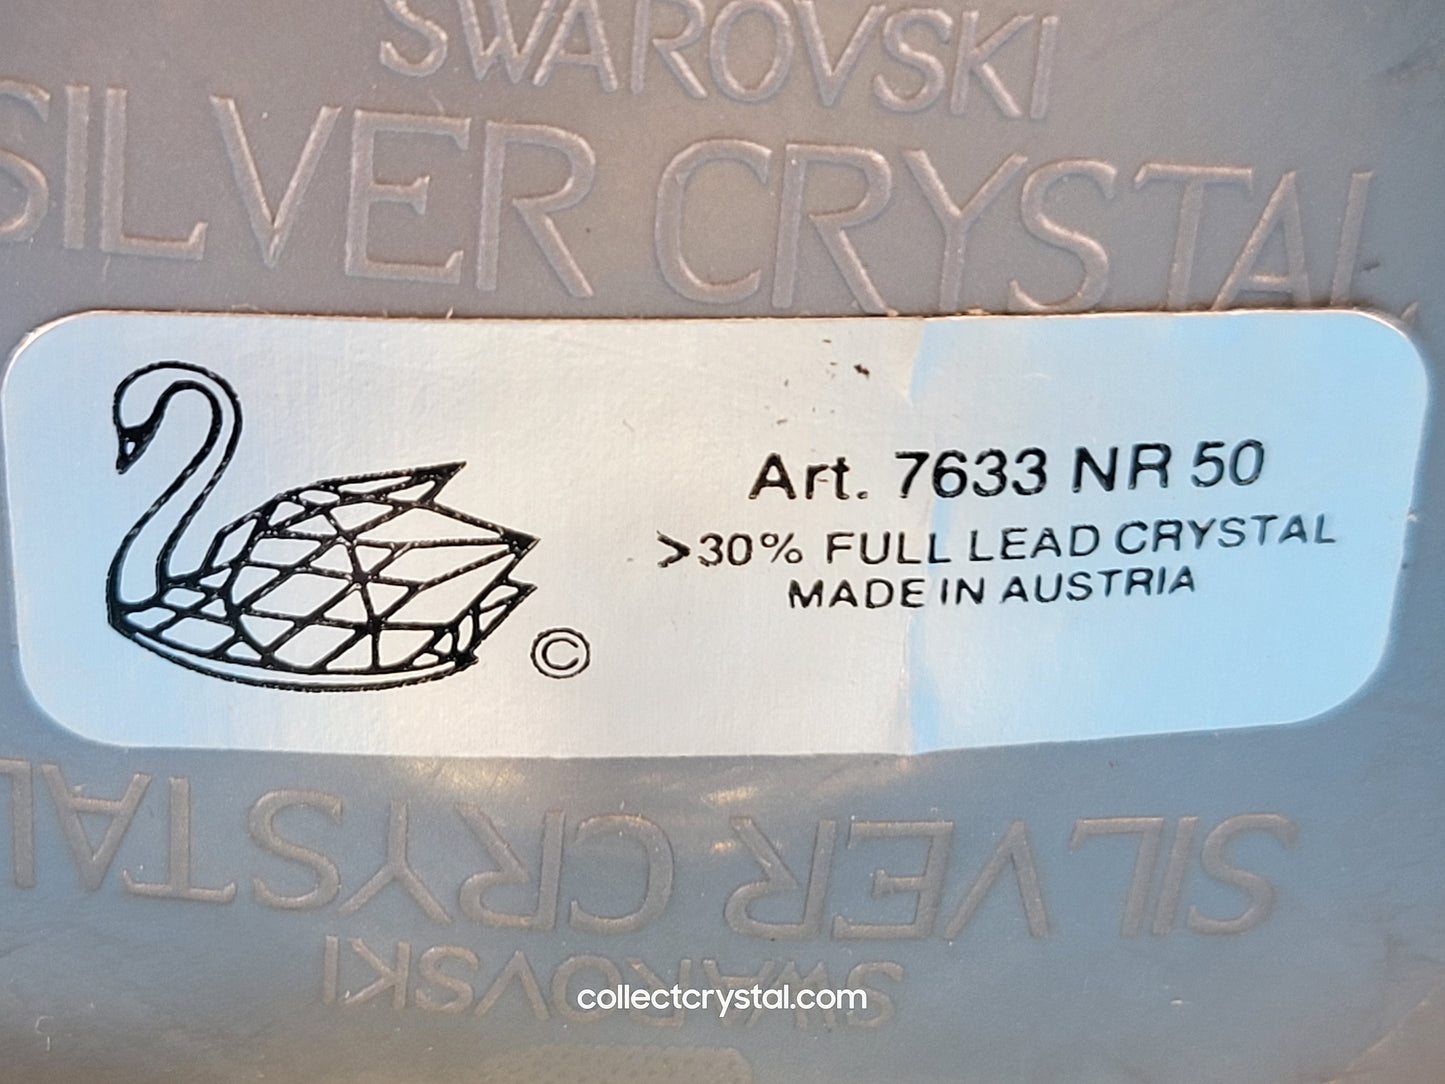 SWAROVSKI
SILVER CRYSTAL
Art. 7633 NR 50
>30% FULL LEAD CRYSTAL
MADE IN AUSTRIA
©
SILVER CRYSTAL
SWAROVSKI
collectcrystal.com